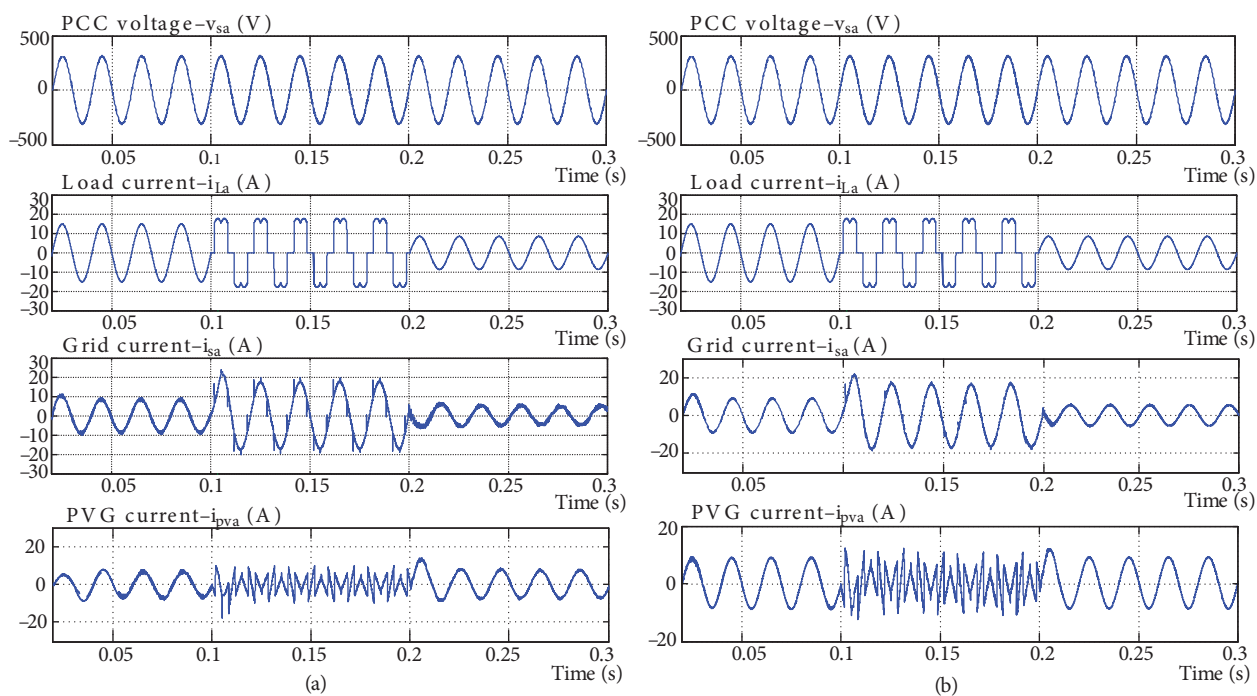 PCC voltage–vsa (V)
500
0
–500
0.05 0.1 0.15 0.2 0.25 0.3
Time (s)
Load current–iLa (A)
30
20
10
0
–10
–20
–30
0.05 0.1 0.15 0.2 0.25 0.3
Time (s)
Grid current–isa (A)
30
20
10
0
–10
–20
–30
0.05 0.1 0.15 0.2 0.25 0.3
Time (s)
PVG current–ipva (A)
20
0
–20
0.05 0.1 0.15 0.2 0.25 0.3
Time (s)
(a)
PCC voltage–vsa (V)
500
0
–500
0.05 0.1 0.15 0.2 0.25 0.3
Time (s)
Load current–iLa (A)
30
20
10
0
–10
–20
–30
0.05 0.1 0.15 0.2 0.25 0.3
Time (s)
Grid current–isa (A)
20
0
–20
0.05 0.1 0.15 0.2 0.25 0.3
Time (s)
PVG current–ipva (A)
20
0
–20
0.05 0.1 0.15 0.2 0.25 0.3
Time (s)
(b)